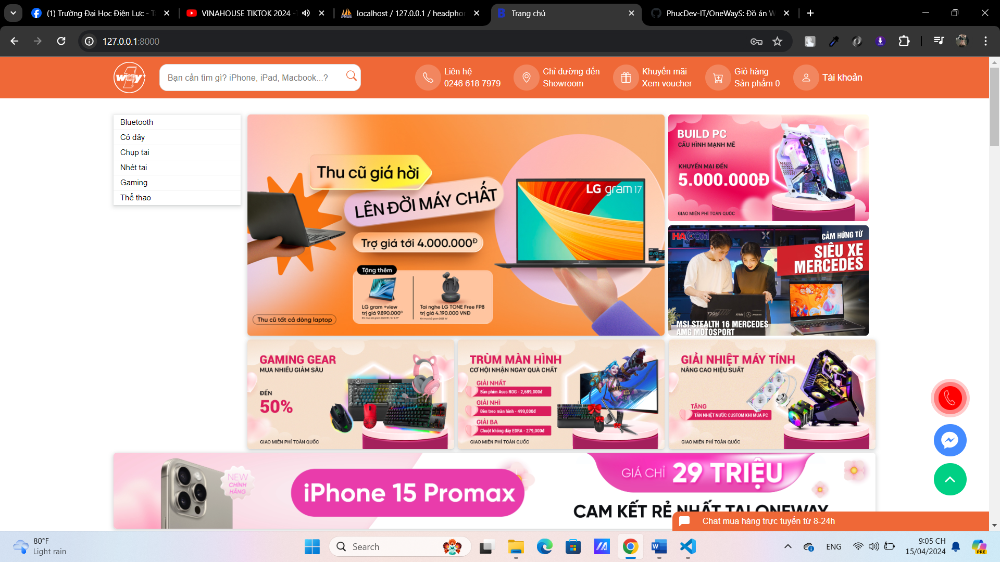 (1) Trường Đại Học Điện Lực - T
VINAHOUSE TIKTOK 2024 -
localhost / 127.0.0.1 / headpho
Trang chủ
PhucDev-IT/OneWayS: Đồ án W
127.0.0.1:8000
way
Bạn cần tìm gì? iPhone, iPad, Macbook...?
Liên hệ
0246 618 7979
Chỉ đường đến
Showroom
Khuyến mãi
Xem voucher
Giỏ hàng
Sản phẩm 0
Tài khoản
Bluetooth
Có dây
Chụp tai
Nhét tai
Gaming
Thể thao
Thu cũ giá hời
LÊN ĐỜI MÁY CHẤT
Trợ giá tới 4.000.000Đ
Tặng thêm
LG gram +view
trị giá 9.890.000Đ
Tai nghe LG TONE Free FP8
trị giá 4.190.000 VNĐ
Thu cũ tất cả dòng laptop
LG gram 17
evo
BUILD PC
CẤU HÌNH MẠNH MẼ
KHUYẾN MẠI ĐẾN
5.000.000Đ
GIAO MIỄN PHÍ TOÀN QUỐC
HACOM
CẢM HỨNG TỪ
SIÊU XE
MERCEDES
MSI STEALTH 16 MERCEDES
AMG MOTOSPORT
GAMING GEAR
MUA NHIỀU GIẢM SÂU
ĐẾN
50%
GIAO MIỄN PHÍ TOÀN QUỐC
TRÙM MÀN HÌNH
CƠ HỘI NHẬN NGAY QUÀ CHẤT
GIẢI NHẤT
Bàn phím Asus ROG - 2,689,000đ
GIẢI NHÌ
Đèn treo màn hình - 499,000đ
GIẢI BA
Chuột không dây EDRA - 279,000đ
GIAO MIỄN PHÍ TOÀN QUỐC
GIẢI NHIỆT MÁY TÍNH
NÂNG CAO HIỆU SUẤT
TẶNG
TẢN NHIỆT NƯỚC CUSTOM KHI MUA PC
GIAO MIỄN PHÍ TOÀN QUỐC
NEW
CHÍNH
HÃNG
iPhone 15 Promax
GIÁ CHỈ 29 TRIỆU
CAM KẾT RẺ NHẤT TẠI ONEWAY
Chat mua hàng trực tuyến từ 8-24h
80°F
Light rain
Search
ENG
9:05 CH
15/04/2024
PRE